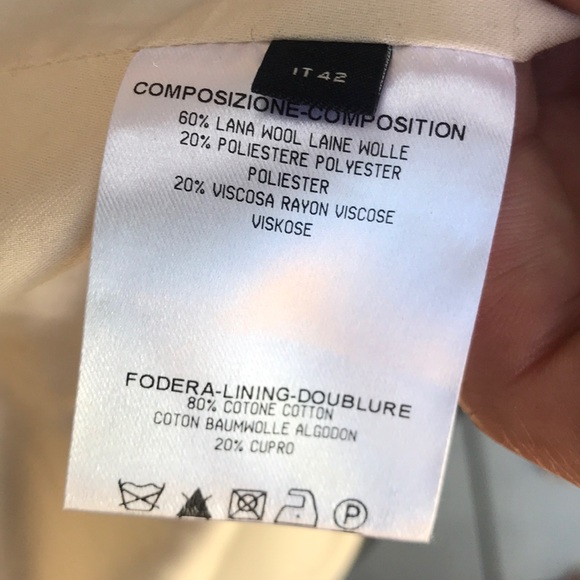 IT 42
COMPOSIZIONE-COMPOSITION
60% LANA WOOL LAINE WOLLE
20% POLIESTERE POLYESTER
POLIESTER
20% VISCOSA RAYON VISCOSE
VISKOSE
FODERA-LINING-DOUBLURE
80% COTONE COTTON
COTON BAUMWOLLE ALGODON
20% CUPRO
P